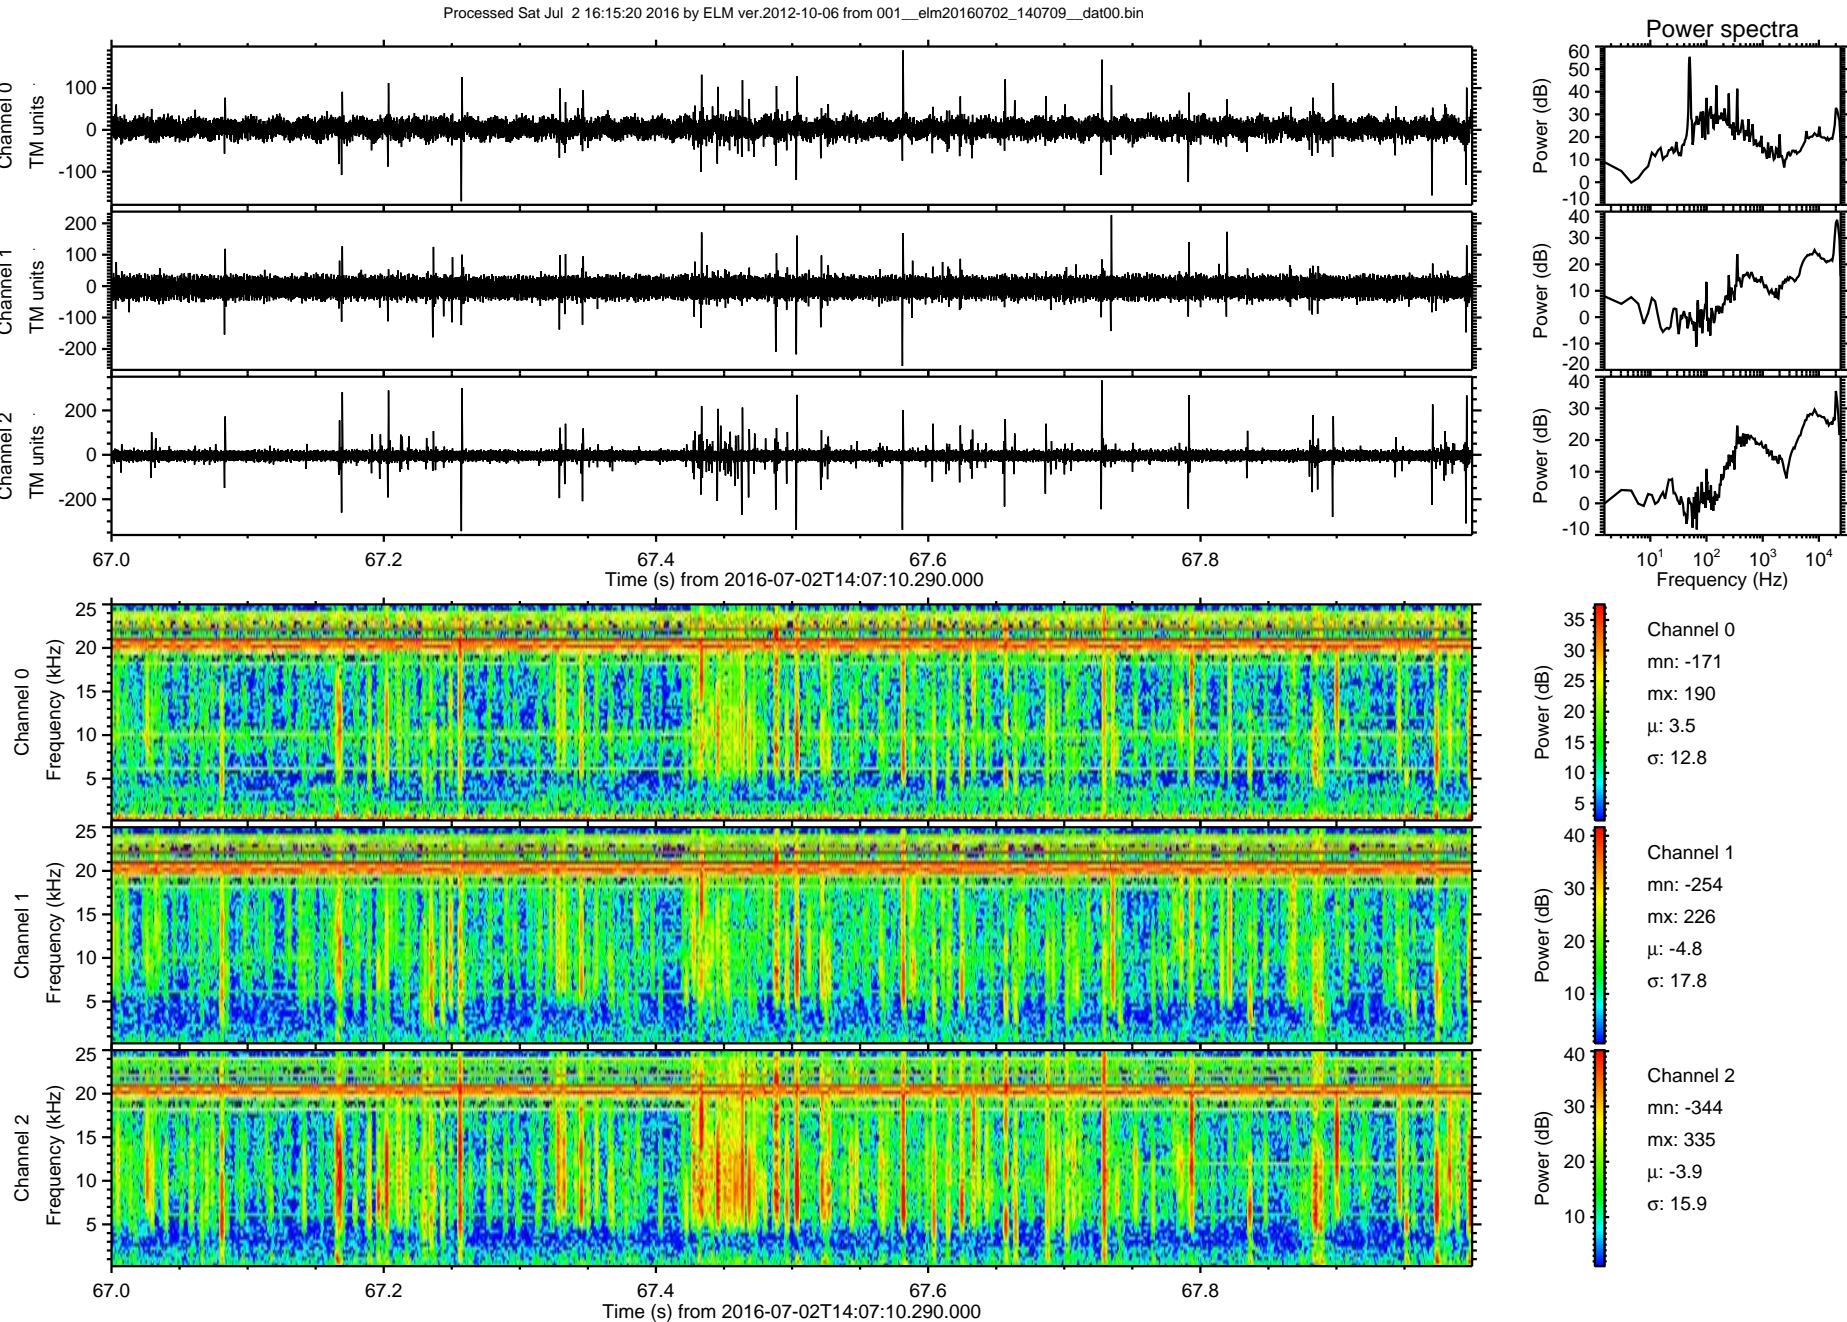 Processed Sat Jul  2 16:15:20 2016 by ELM ver.2012-10-06 from 001__elm20160702_140709__dat00.bin
Power spectra
Channel 0
TM units
100
0
-100
Power (dB)
60
50
40
30
20
10
0
-10
Channel 1
TM units
200
100
0
-100
-200
Power (dB)
40
30
20
10
0
-10
-20
Channel 2
TM units
200
0
-200
Power (dB)
40
30
20
10
0
-10
67.0 67.2 67.4 67.6 67.8
Time (s) from 2016-07-02T14:07:10.290.000
10¹ 10² 10³ 10⁴
Frequency (Hz)
Channel 0
Frequency (kHz)
25
20
15
10
5
Power (dB)
35
30
25
20
15
10
5
Channel 0
mn: -171
mx: 190
μ: 3.5
σ: 12.8
Channel 1
Frequency (kHz)
25
20
15
10
5
Power (dB)
40
30
20
10
Channel 1
mn: -254
mx: 226
μ: -4.8
σ: 17.8
Channel 2
Frequency (kHz)
25
20
15
10
5
Power (dB)
40
30
20
10
Channel 2
mn: -344
mx: 335
μ: -3.9
σ: 15.9
67.0 67.2 67.4 67.6 67.8
Time (s) from 2016-07-02T14:07:10.290.000